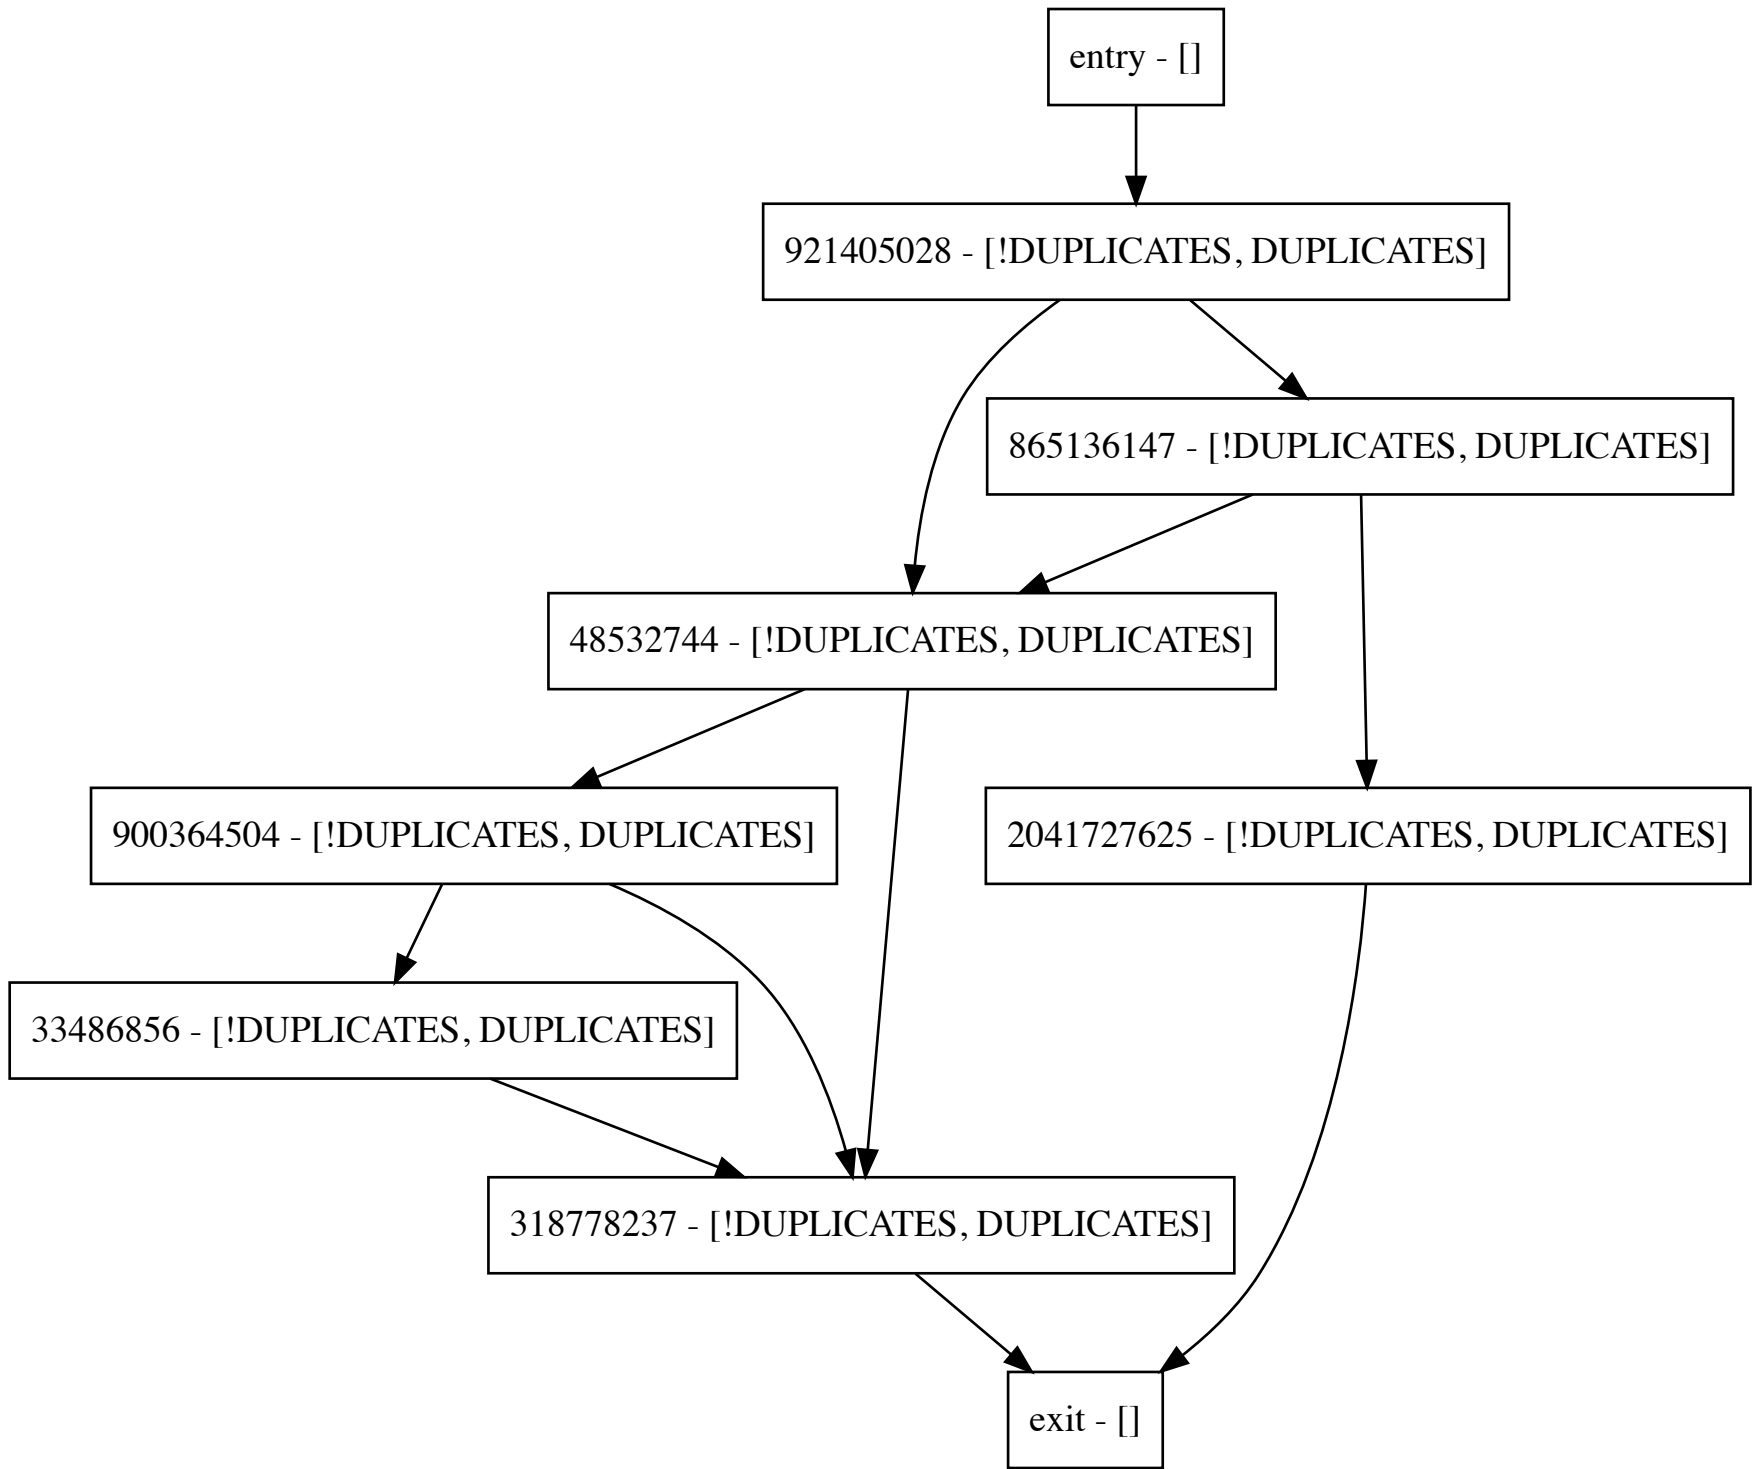 entry - []
921405028 - [!DUPLICATES, DUPLICATES]
865136147 - [!DUPLICATES, DUPLICATES]
48532744 - [!DUPLICATES, DUPLICATES]
900364504 - [!DUPLICATES, DUPLICATES]
2041727625 - [!DUPLICATES, DUPLICATES]
33486856 - [!DUPLICATES, DUPLICATES]
318778237 - [!DUPLICATES, DUPLICATES]
exit - []